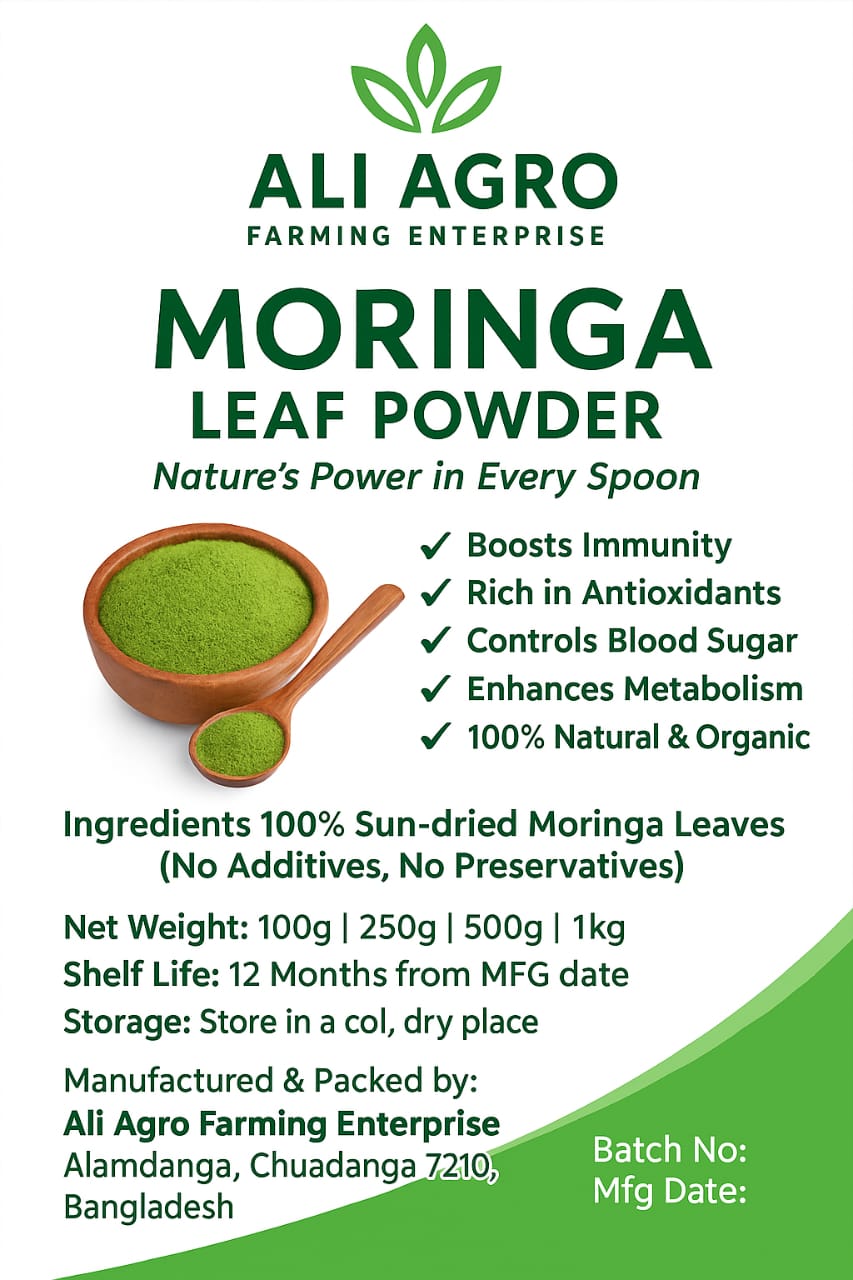 ALI AGRO
FARMING ENTERPRISE
MORINGA
LEAF POWDER
Nature's Power in Every Spoon
✓ Boosts Immunity
✓ Rich in Antioxidants
✓ Controls Blood Sugar
✓ Enhances Metabolism
✓ 100% Natural & Organic
Ingredients 100% Sun-dried Moringa Leaves
(No Additives, No Preservatives)
Net Weight: 100g | 250g | 500g | 1kg
Shelf Life: 12 Months from MFG date
Storage: Store in a col, dry place
Manufactured & Packed by:
Ali Agro Farming Enterprise
Alamdanga, Chuadanga 7210,
Bangladesh
Batch No:
Mfg Date: